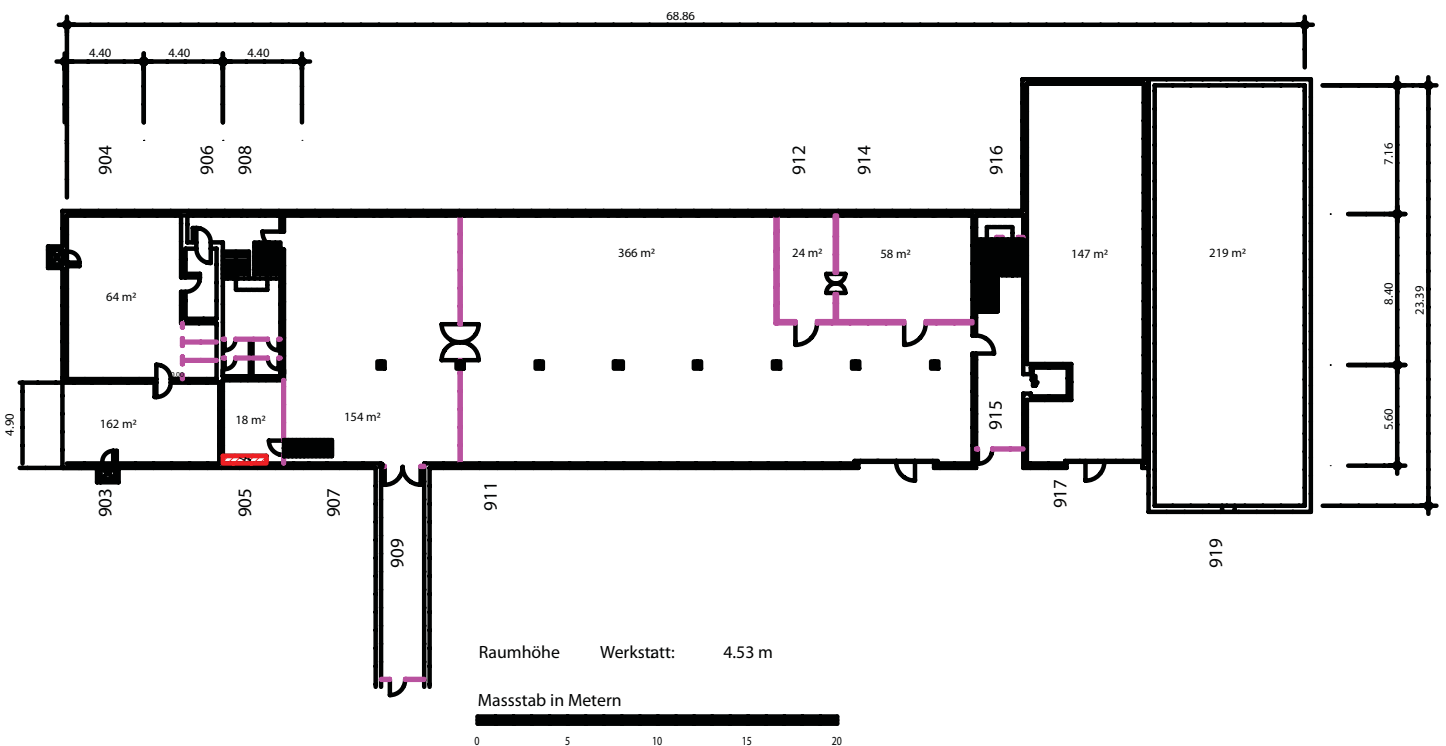 68.86
4.40 4.40 4.40
904 906 908 912 914 916
7.16
366 m² 24 m² 58 m² 147 m² 219 m²
64 m²
8.40
23.39
4.90
162 m² 18 m² 154 m²
915
5.60
903 905 907 911 917
909
919
Raumhöhe Werkstatt: 4.53 m
Massstab in Metern
0 5 10 15 20